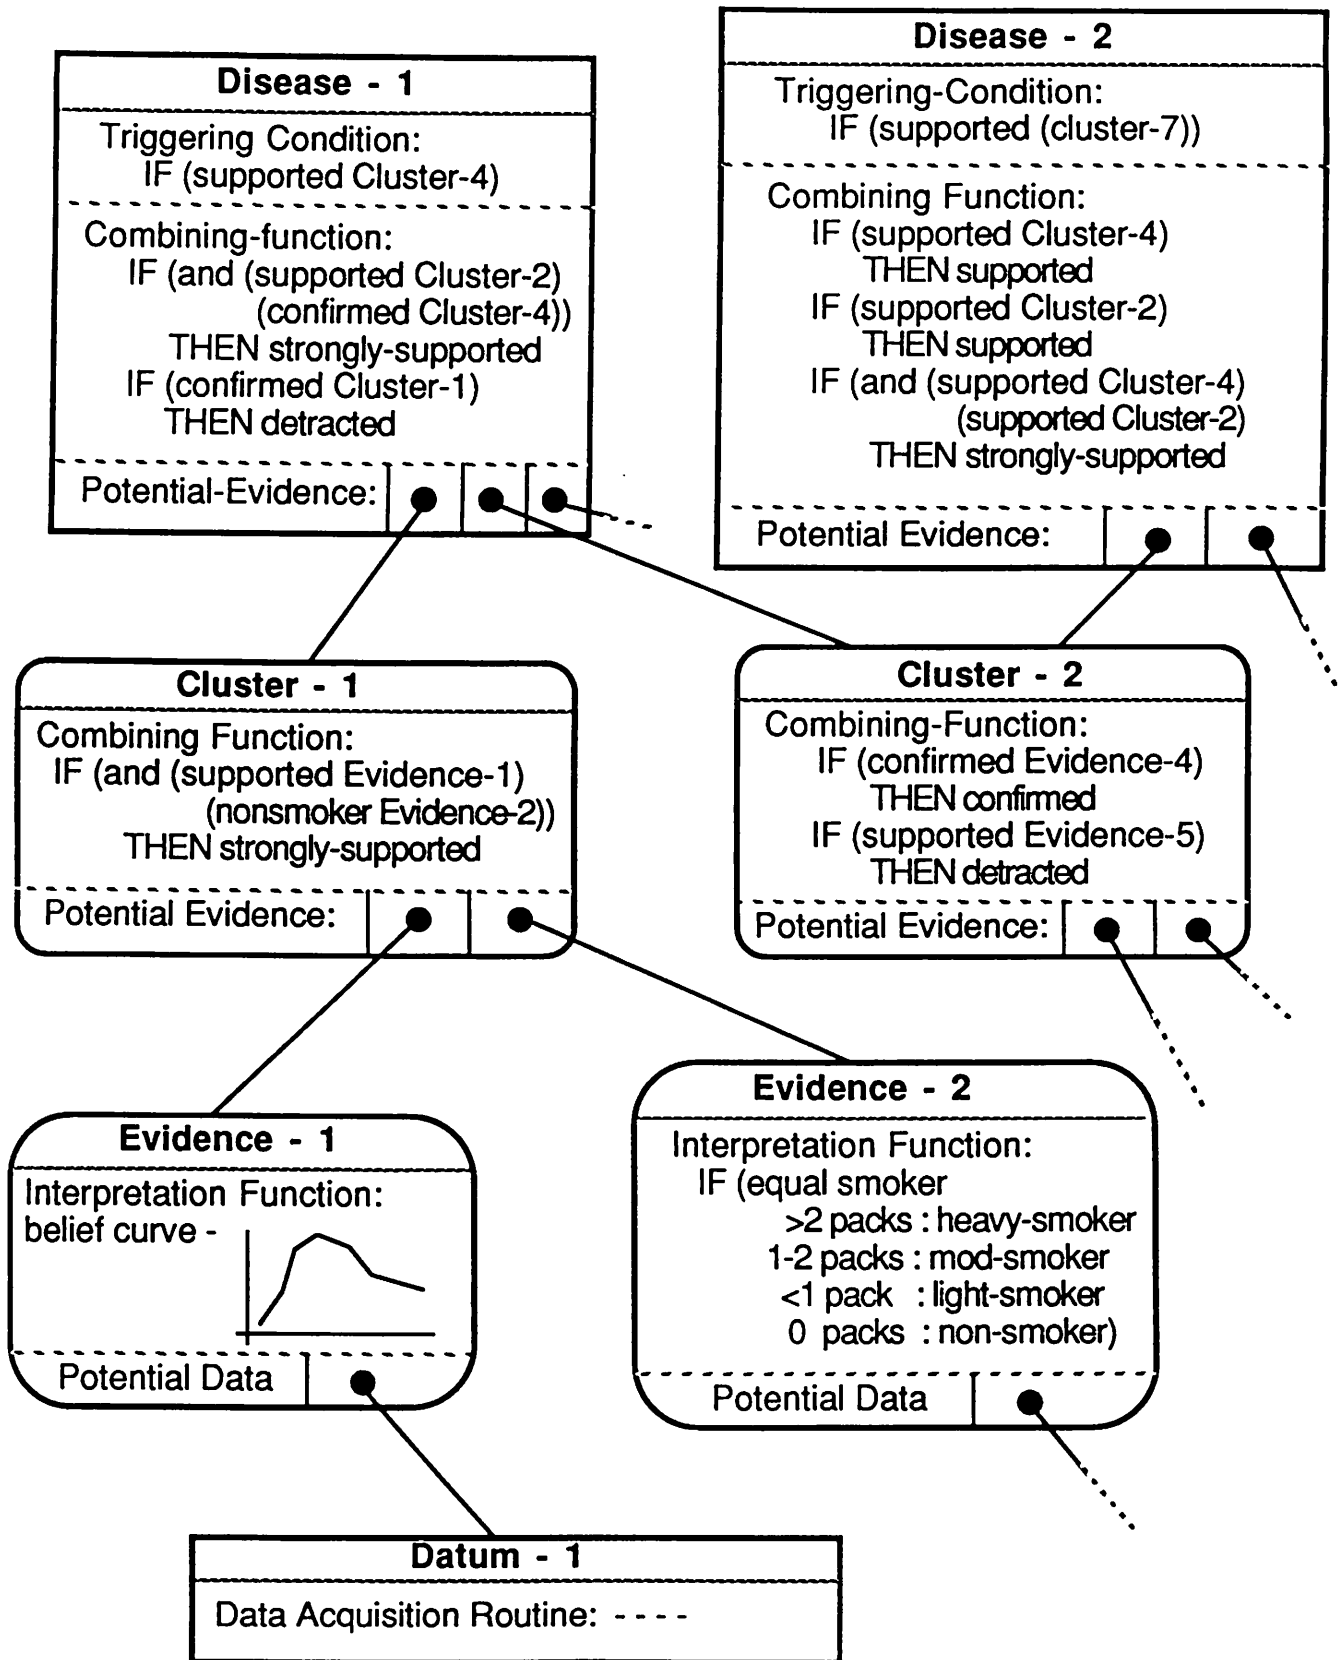 Disease - 1
Triggering Condition:
IF (supported Cluster-4)
Combining-function:
IF (and (supported Cluster-2)
(confirmed Cluster-4))
THEN strongly-supported
IF (confirmed Cluster-1)
THEN detracted
Potential-Evidence:
Disease - 2
Triggering-Condition:
IF (supported (cluster-7))
Combining Function:
IF (supported Cluster-4)
THEN supported
IF (supported Cluster-2)
THEN supported
IF (and (supported Cluster-4)
(supported Cluster-2)
THEN strongly-supported
Potential Evidence:
Cluster - 1
Combining Function:
IF (and (supported Evidence-1)
(nonsmoker Evidence-2))
THEN strongly-supported
Potential Evidence:
Cluster - 2
Combining-Function:
IF (confirmed Evidence-4)
THEN confirmed
IF (supported Evidence-5)
THEN detracted
Potential Evidence:
Evidence - 1
Interpretation Function:
belief curve -
Potential Data
Evidence - 2
Interpretation Function:
IF (equal smoker
>2 packs : heavy-smoker
1-2 packs : mod-smoker
<1 pack : light-smoker
0 packs : non-smoker)
Potential Data
Datum - 1
Data Acquisition Routine: - - - -